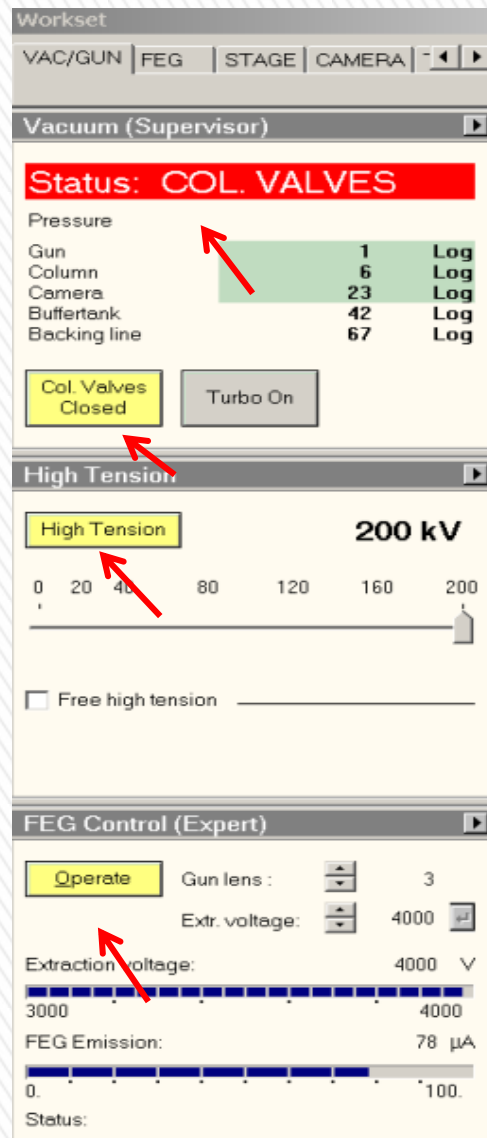 Workset
VAC/GUN FEG STAGE CAMERA
Vacuum (Supervisor)
Status: COL. VALVES
Pressure
Gun 1 Log
Column 6 Log
Camera 23 Log
Buffertank 42 Log
Backing line 67 Log
Col. Valves
Closed
Turbo On
High Tension
High Tension 200 kV
0 20 40 80 120 160 200
Free high tension
FEG Control (Expert)
Operate Gun lens : 3
Extr. voltage: 4000
Extraction voltage: 4000 V
3000 4000
FEG Emission: 78 µA
0. 100.
Status: